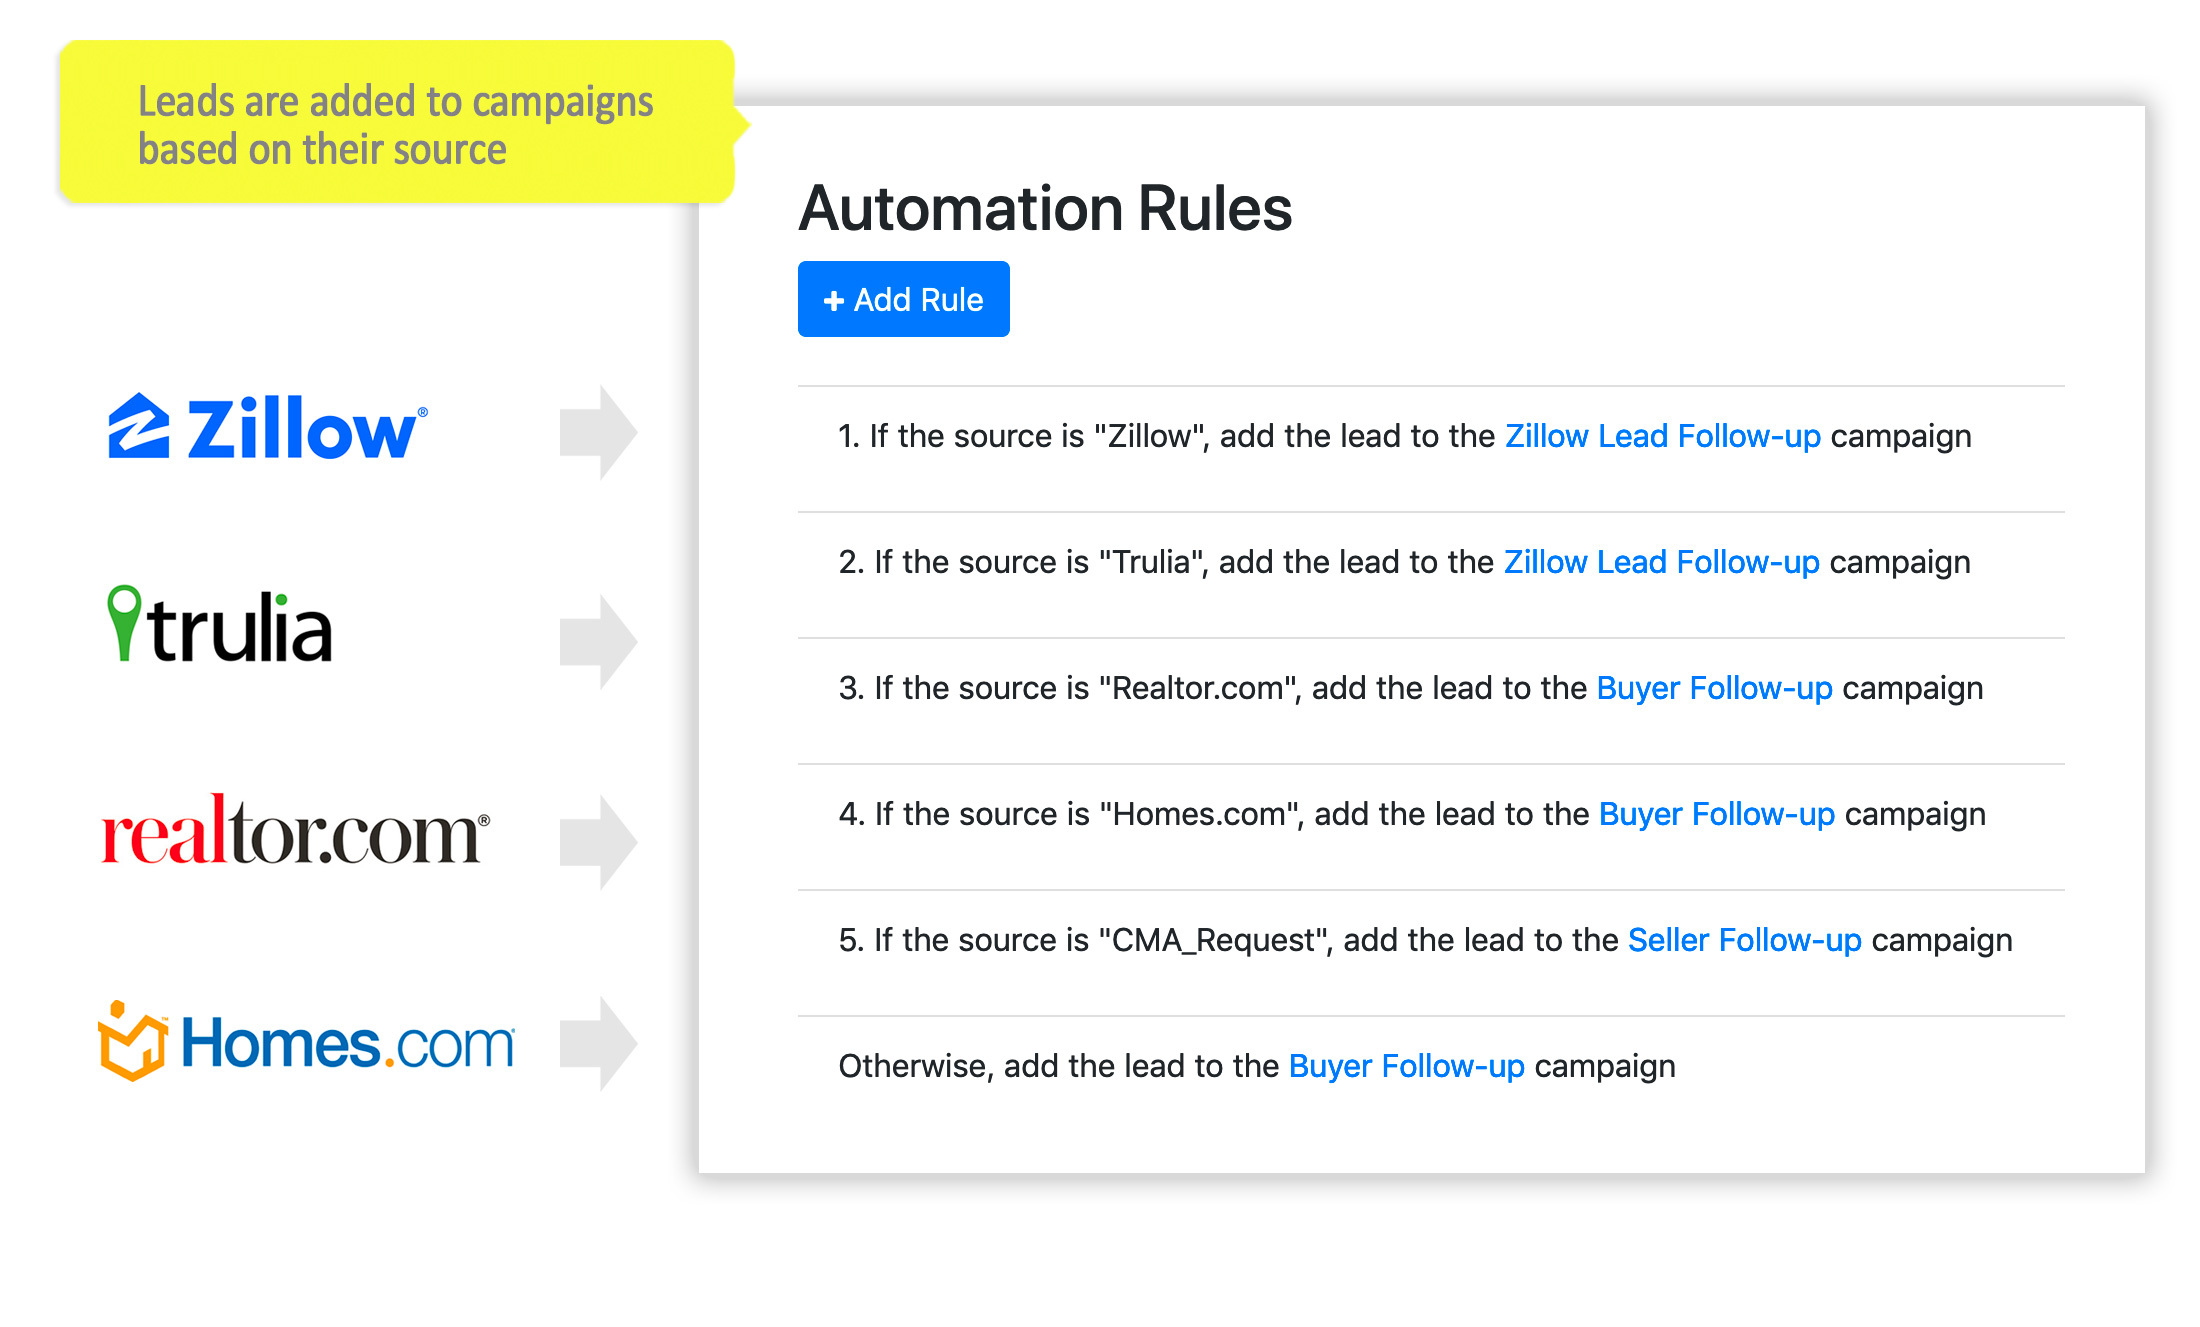 Leads are added to campaigns
based on their source
Automation Rules
+ Add Rule
Zillow®
1. If the source is "Zillow", add the lead to the Zillow Lead Follow-up campaign
2. If the source is "Trulia", add the lead to the Zillow Lead Follow-up campaign
trulia
3. If the source is "Realtor.com", add the lead to the Buyer Follow-up campaign
realtor.com®
4. If the source is "Homes.com", add the lead to the Buyer Follow-up campaign
5. If the source is "CMA_Request", add the lead to the Seller Follow-up campaign
™ Homes.com
Otherwise, add the lead to the Buyer Follow-up campaign